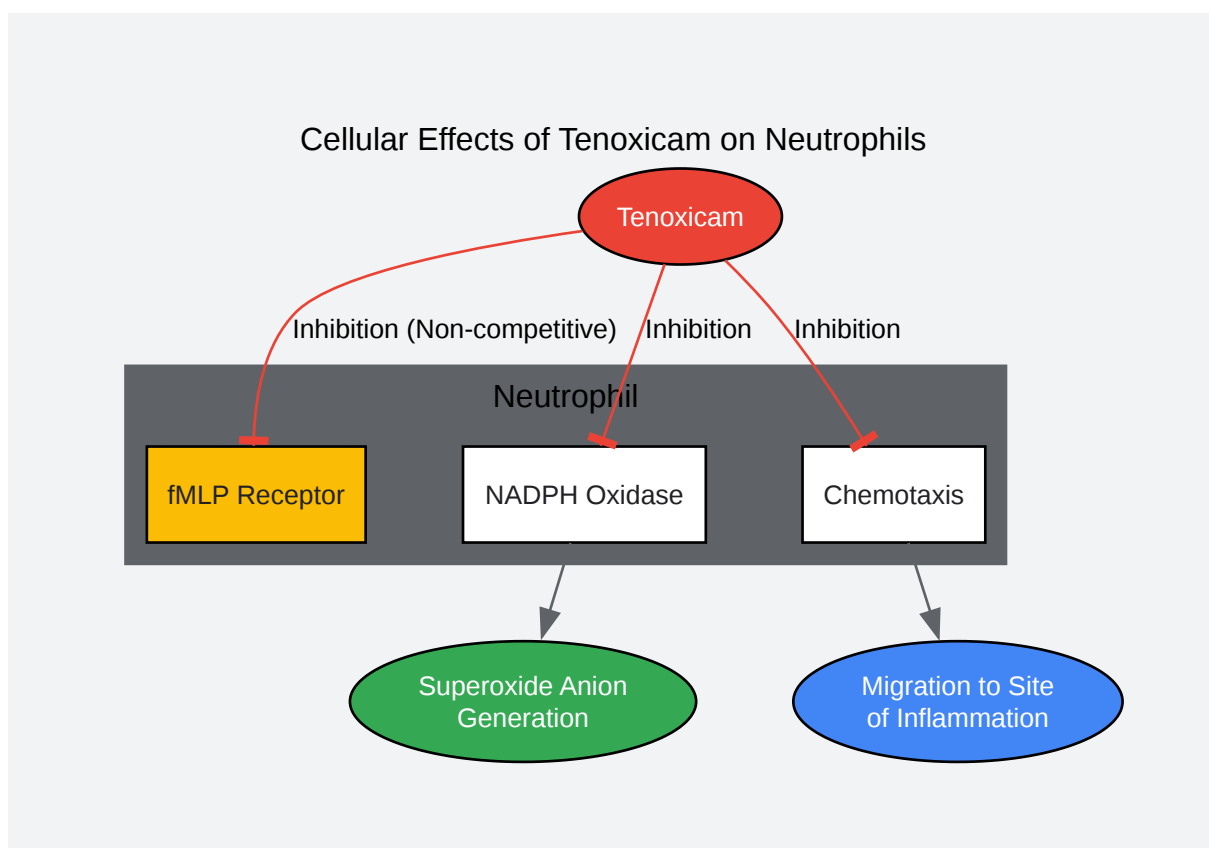 Cellular Effects of Tenoxicam on Neutrophils
Tenoxicam
Inhibition (Non-competitive)
Inhibition
Inhibition
Neutrophil
fMLP Receptor
NADPH Oxidase
Chemotaxis
Superoxide Anion
Generation
Migration to Site
of Inflammation